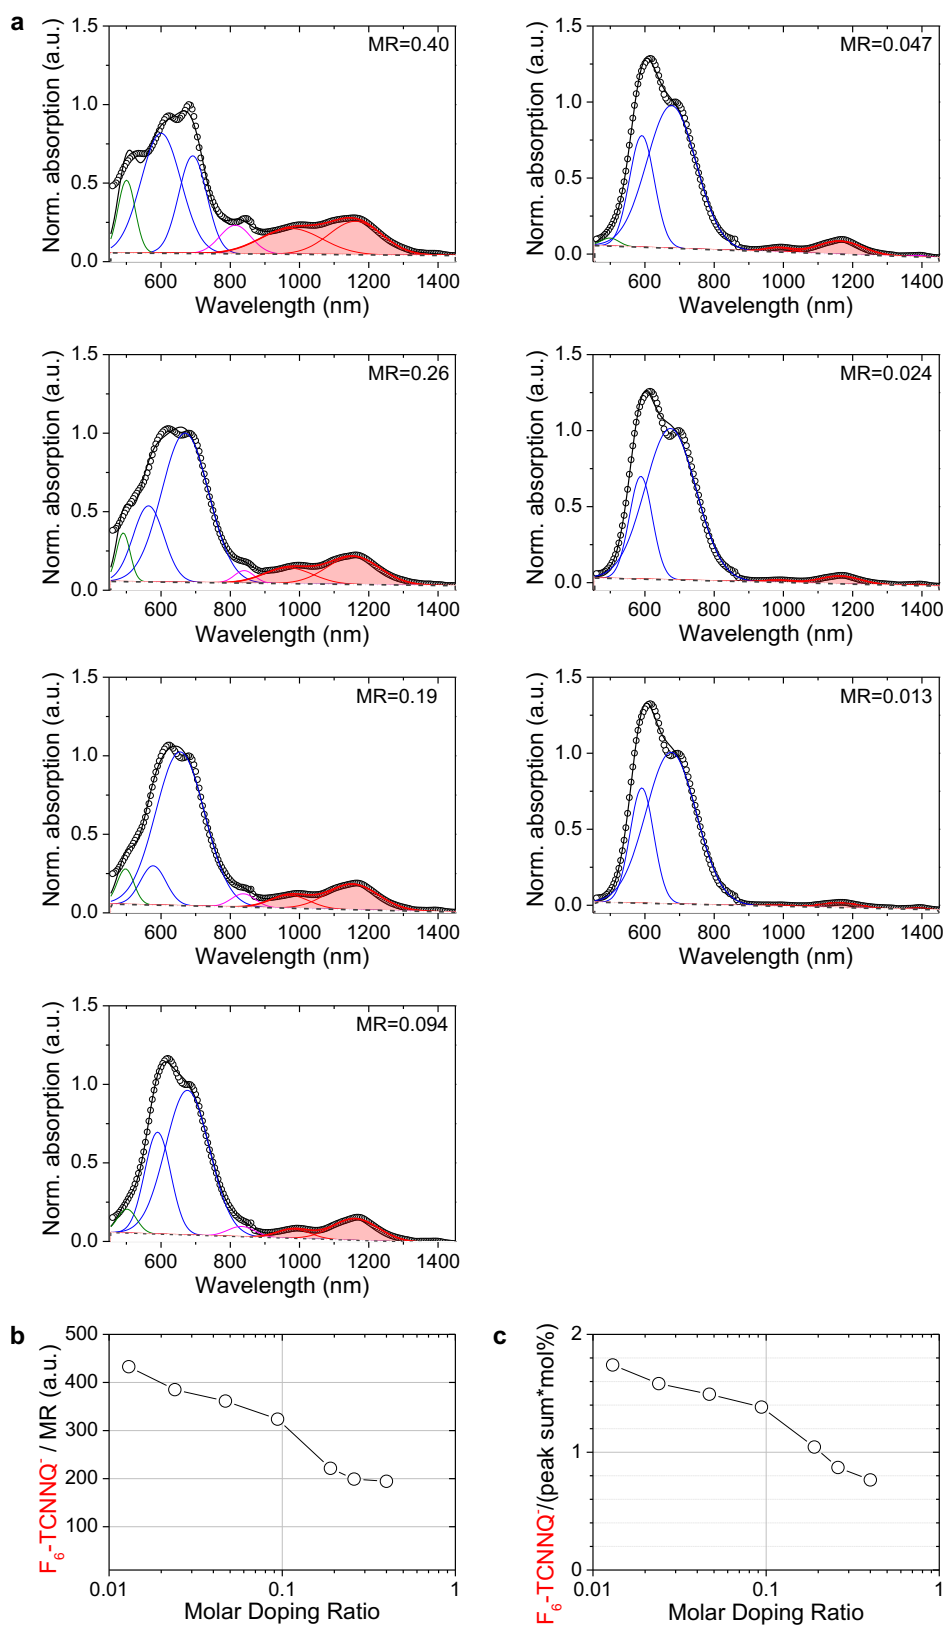 a
MR=0.40
Norm. absorption (a.u.)
1.5
1.0
0.5
0.0
600 800 1000 1200 1400
Wavelength (nm)
MR=0.047
Norm. absorption (a.u.)
1.5
1.0
0.5
0.0
600 800 1000 1200 1400
Wavelength (nm)
MR=0.26
Norm. absorption (a.u.)
1.5
1.0
0.5
0.0
600 800 1000 1200 1400
Wavelength (nm)
MR=0.024
Norm. absorption (a.u.)
1.5
1.0
0.5
0.0
600 800 1000 1200 1400
Wavelength (nm)
MR=0.19
Norm. absorption (a.u.)
1.5
1.0
0.5
0.0
600 800 1000 1200 1400
Wavelength (nm)
MR=0.013
Norm. absorption (a.u.)
1.5
1.0
0.5
0.0
600 800 1000 1200 1400
Wavelength (nm)
MR=0.094
Norm. absorption (a.u.)
1.5
1.0
0.5
0.0
600 800 1000 1200 1400
Wavelength (nm)
b
F₆-TCNNQ⁻ / MR (a.u.)
500
400
300
200
100
0.01 0.1 1
Molar Doping Ratio
c
F₆-TCNNQ⁻/(peak sum*mol%)
2
1
0
0.01 0.1 1
Molar Doping Ratio